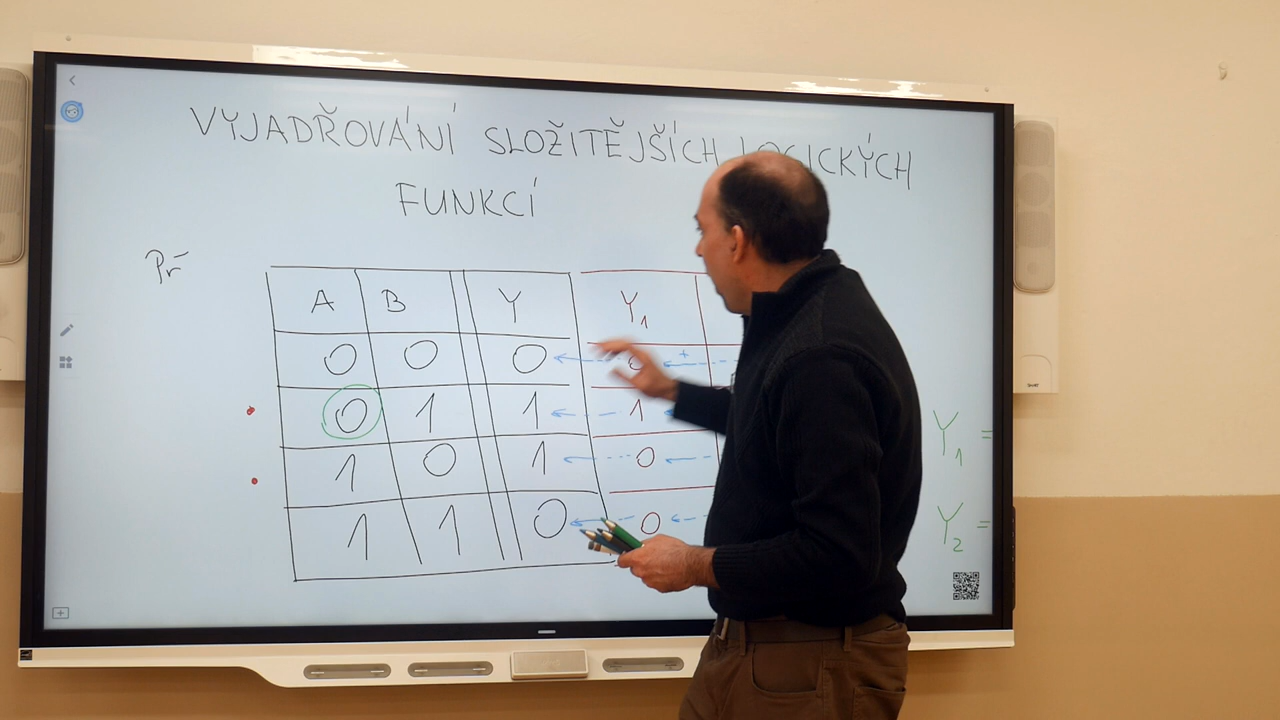 VYJADŘOVÁNÍ SLOŽITĚJŠÍCH LOGICKÝCH
FUNKCÍ
Př
A B Y Y1
0 0 0 0 +
0 1 1 1
1 0 1 0
1 1 0 0
Y1 =
Y2 =